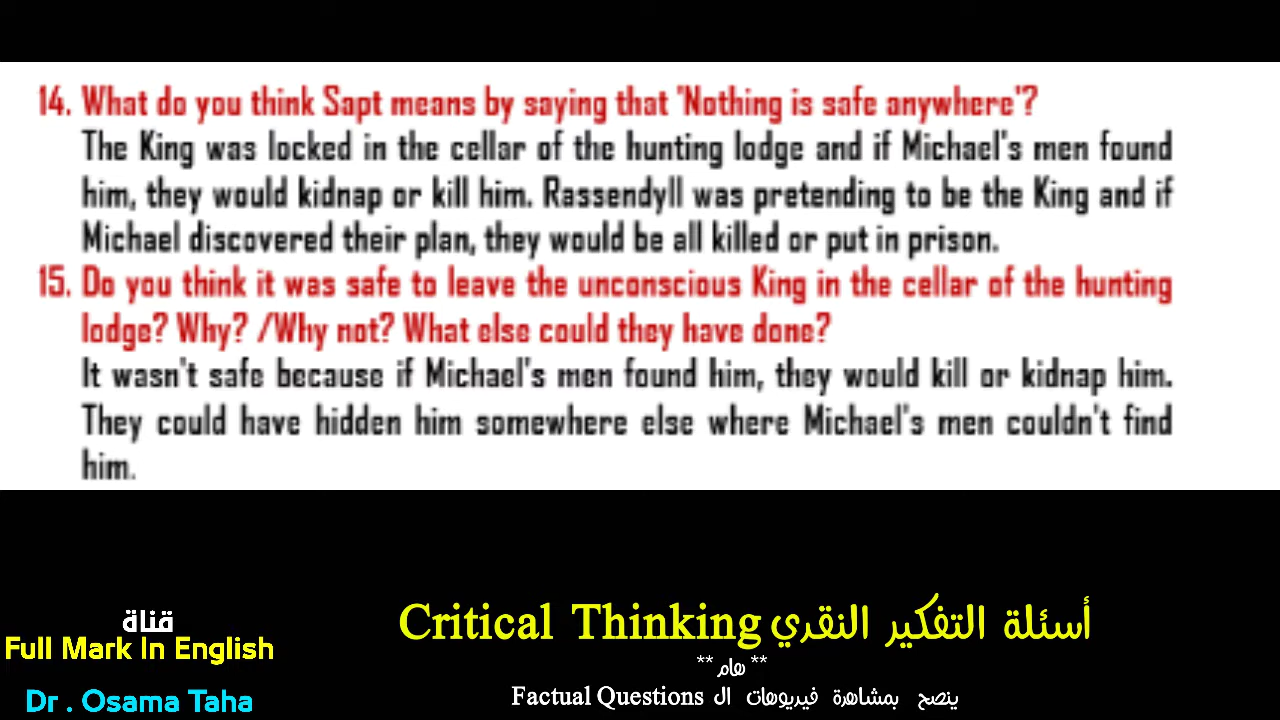 14. What do you think Sapt means by saying that 'Nothing is safe anywhere'?
The King was locked in the cellar of the hunting lodge and if Michael's men found
him, they would kidnap or kill him. Rassendyll was pretending to be the King and if
Michael discovered their plan, they would be all killed or put in prison.
15. Do you think it was safe to leave the unconscious King in the cellar of the hunting
lodge? Why? /Why not? What else could they have done?
It wasn't safe because if Michael's men found him, they would kill or kidnap him.
They could have hidden him somewhere else where Michael's men couldn't find
him.
قناة
Full Mark In English
Dr . Osama Taha
أسئلة التفكير النقدي Critical Thinking
** هام **
ينصح بمشاهرة فيريوهات ال Factual Questions